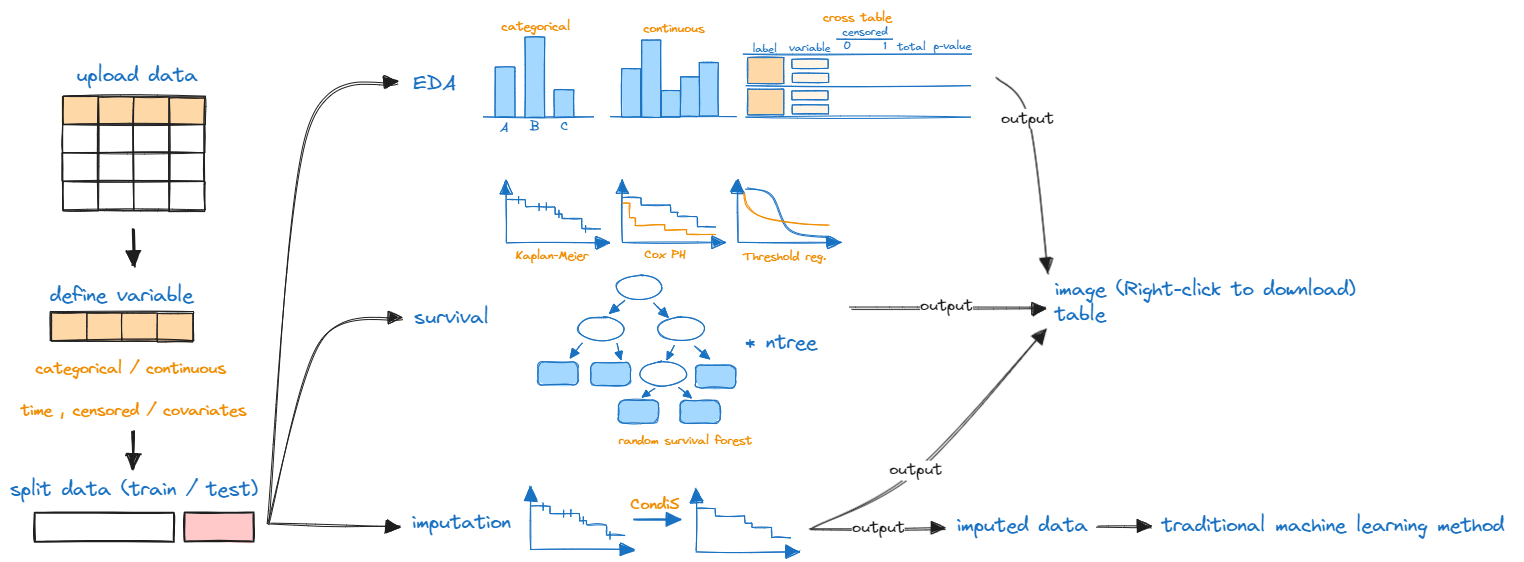 upload data
define variable
categorical / continuous
time , censored / covariates
split data (train / test)
EDA
categorical
A B C
continuous
cross table
censored
label variable 0 1 total p-value
output
survival
Kaplan-Meier
Cox PH
Threshold reg.
* ntree
random survival forest
output
image (Right-click to download)
table
imputation
CondiS
output
output
imputed data
traditional machine learning method